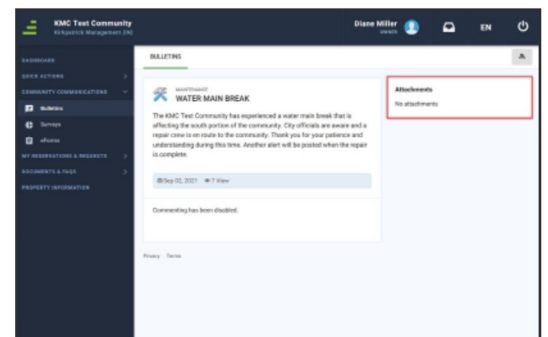 KMC Test Community
Kirkpatrick Management (IN)
Diane Miller
OWNER
EN
DASHBOARD
QUICK ACTIONS
COMMUNITY COMMUNICATIONS
Bulletins
Surveys
eForms
MY RESERVATIONS & REQUESTS
DOCUMENTS & FAQS
PROPERTY INFORMATION
BULLETINS
MAINTENANCE
WATER MAIN BREAK
The KMC Test Community has experienced a water main break that is
affecting the south portion of the community. City officials are aware and a
repair crew is en route to the community. Thank you for your patience and
understanding during this time. Another alert will be posted when the repair
is complete.
Sep 02, 2021 7 View
Commenting has been disabled.
Attachments
No attachments
Privacy Terms